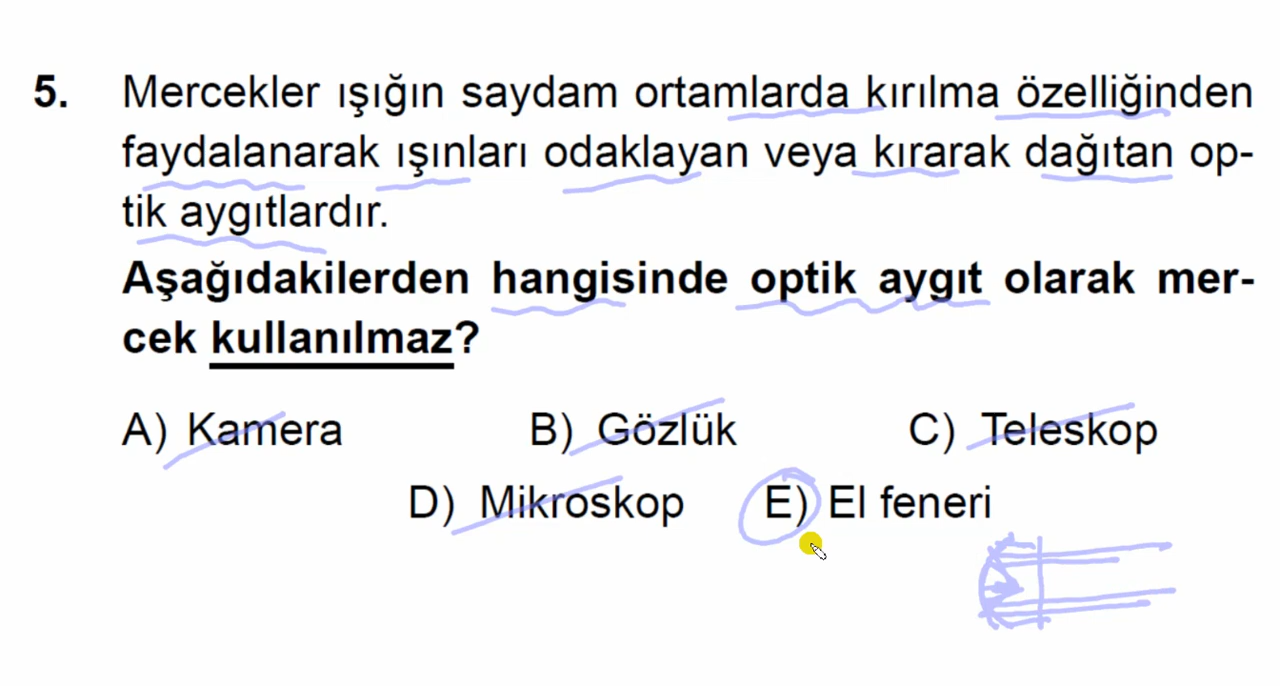 5. Mercekler ışığın saydam ortamlarda kırılma özelliğinden
faydalanarak ışınları odaklayan veya kırarak dağıtan op-
tik aygıtlardır.
Aşağıdakilerden hangisinde optik aygıt olarak mer-
cek kullanılmaz?
A) Kamera B) Gözlük C) Teleskop
D) Mikroskop E) El feneri